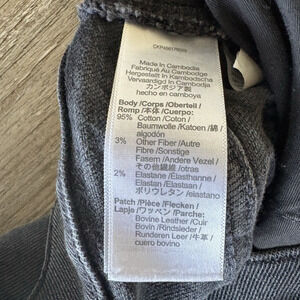 Made in Cambodia
Fabriqué Au Cambodge
Hergestellt in Kambodscha
Vervaardigd in Cambodja
カンボジア製
hecho en camboya
Body/Corps/Oberteil/
Romp/本体/Cuerpo:
95% Cotton/Coton/
Baumwolle/Katoen/綿/
algodón
3% Other Fiber/Autre
Fibre/Sonstige
Fasern/Andere Vezel/
その他繊維/otras
2% Elastane/Elasthanne/
Elastan/Elastaan/
ポリウレタン/elastano
Patch/Pièce/Flecken/
Lapje/ワッペン/Parche:
Bovine Leather/Cuir
Bovin/Rindsleder/
Runderen Leer/牛革/
cuero bovino